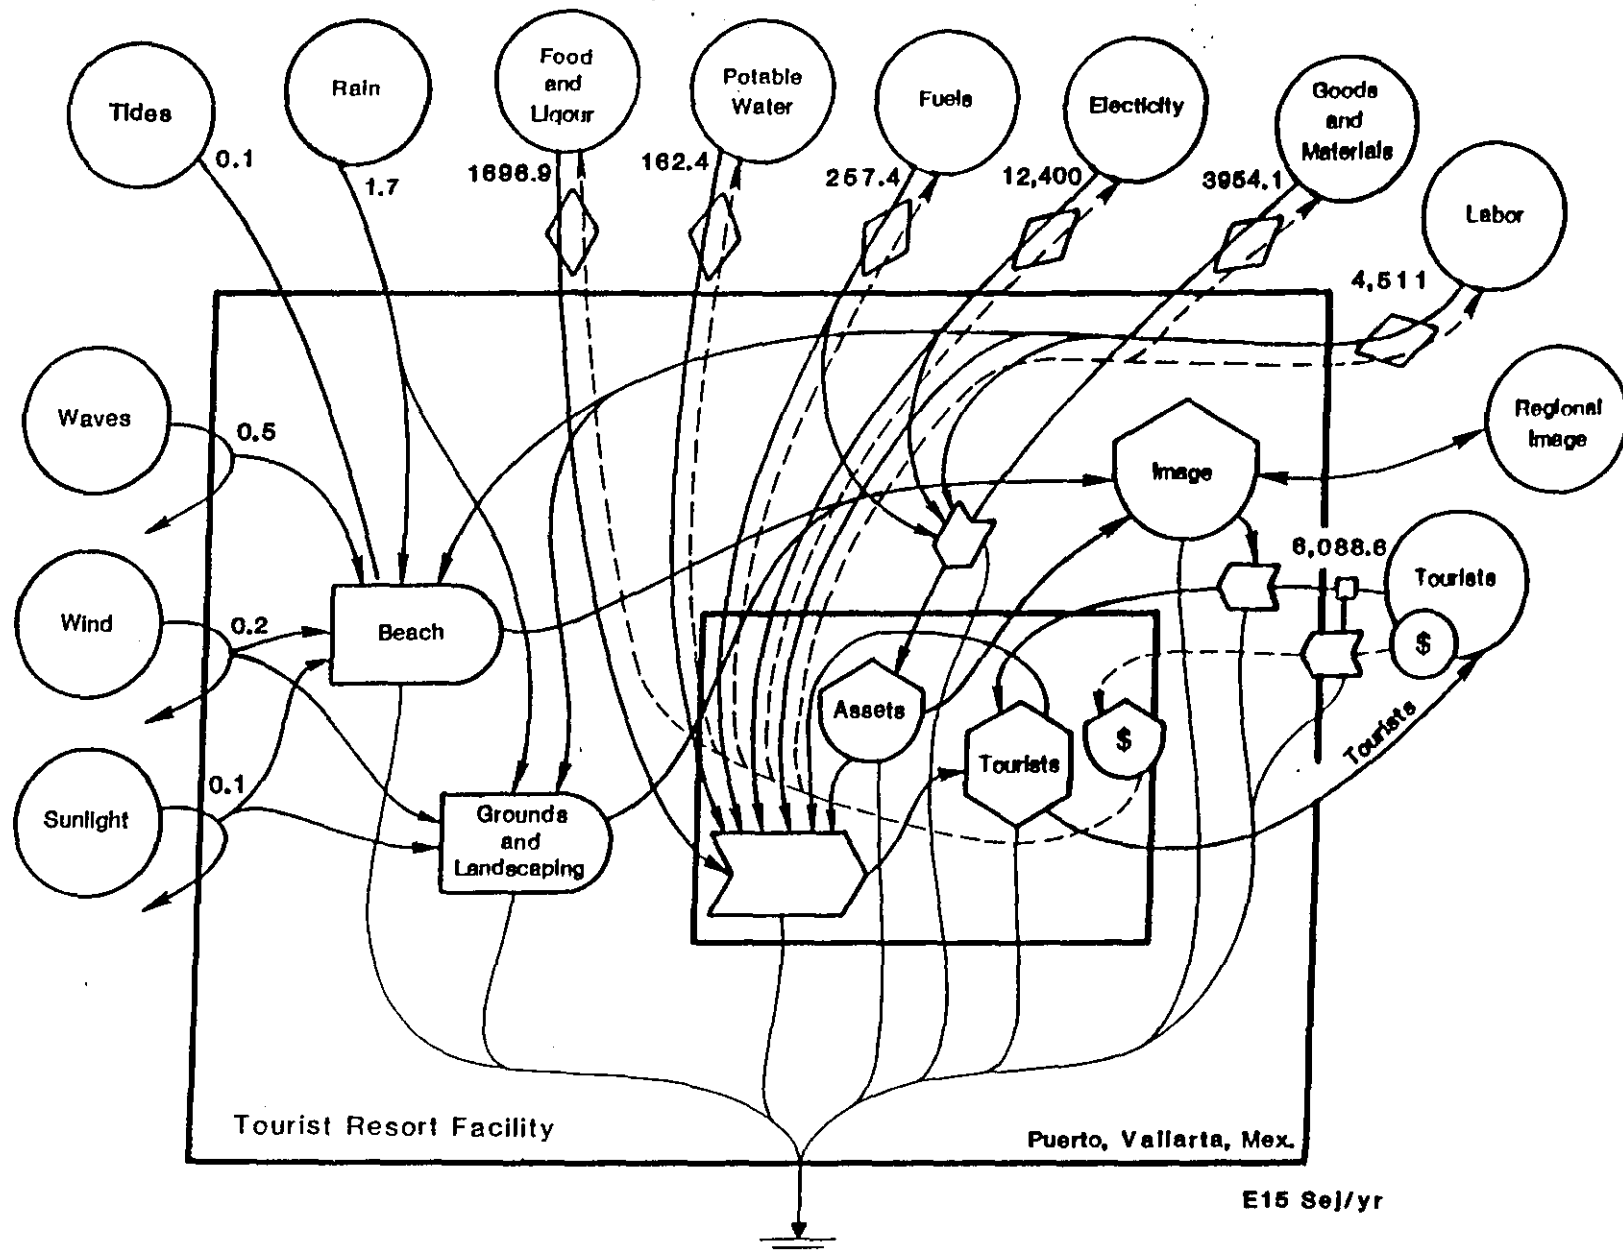 Tides
0.1
Rain
1.7
Food
and
Liqour
1696.9
Potable
Water
162.4
Fuels
257.4
Electicity
12,400
Goods
and
Materials
3954.1
Labor
4,511
Waves
0.5
Regional
Image
Image
Wind
0.2
Beach
6,088.6
Tourists
$
Sunlight
0.1
Assets
Tourists
$
Tourists
Grounds
and
Landscaping
Tourist Resort Facility
Puerto, Vallarta, Mex.
E15 Sej/yr